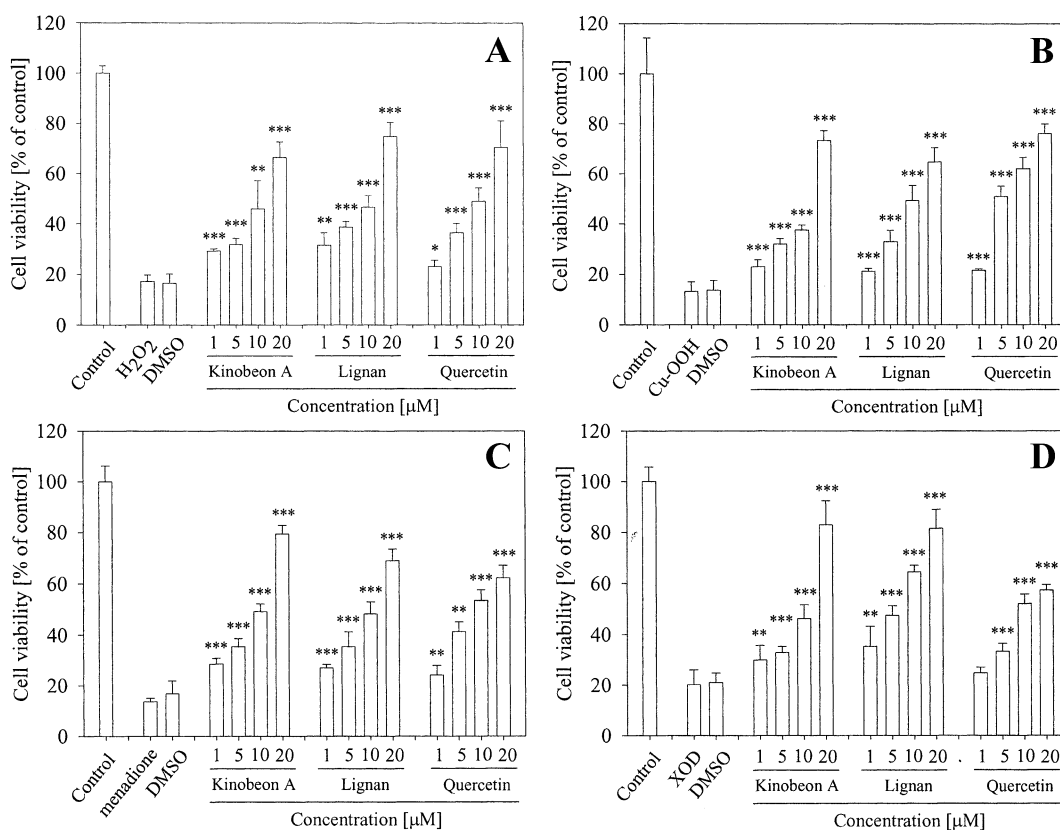 A
Cell viability [% of control]
120
100
80
60
40
20
0
*** *** ** ***
** *** *** ***
* *** *** ***
Control
H₂O₂
DMSO
1 5 10 20
1 5 10 20
1 5 10 20
Kinobeon A
Lignan
Quercetin
Concentration [μM]
B
Cell viability [% of control]
120
100
80
60
40
20
0
*** *** *** ***
*** *** *** ***
*** *** *** ***
Control
Cu-OOH
DMSO
1 5 10 20
1 5 10 20
1 5 10 20
Kinobeon A
Lignan
Quercetin
Concentration [μM]
C
Cell viability [% of control]
120
100
80
60
40
20
0
*** *** *** ***
*** *** *** ***
** ** *** ***
Control
menadione
DMSO
1 5 10 20
1 5 10 20
1 5 10 20
Kinobeon A
Lignan
Quercetin
Concentration [μM]
D
Cell viability [% of control]
120
100
80
60
40
20
0
** *** *** ***
** *** *** ***
*** *** ***
Control
XOD
DMSO
1 5 10 20
1 5 10 20
1 5 10 20
Kinobeon A
Lignan
Quercetin
Concentration [μM]